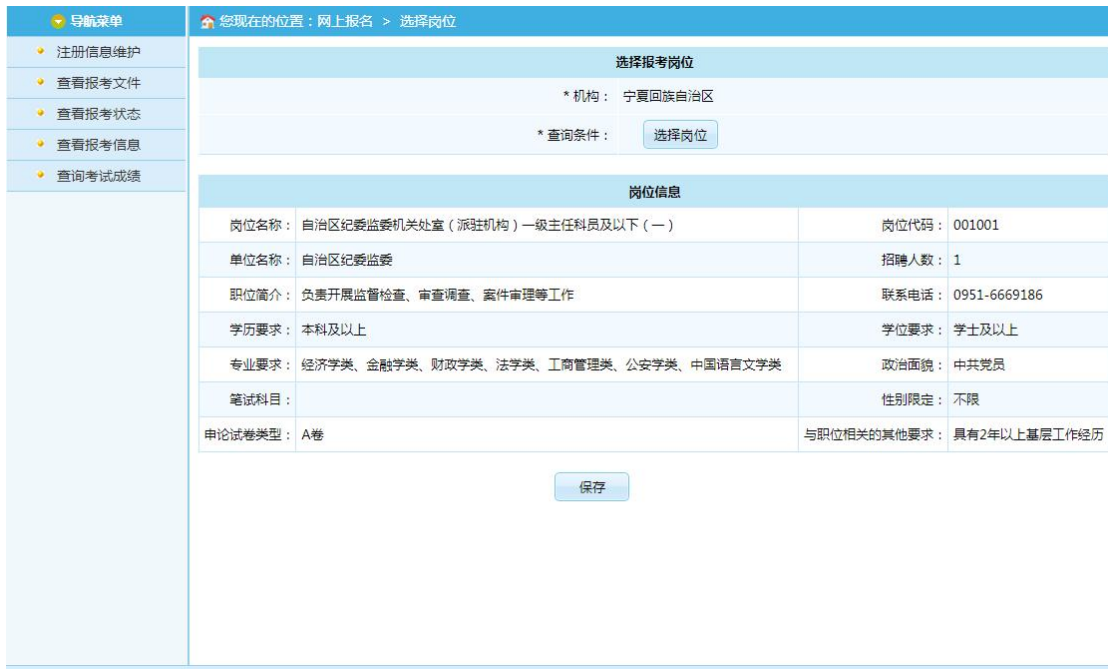 导航菜单
您现在的位置：网上报名 > 选择岗位
注册信息维护
查看报考文件
查看报考状态
查看报考信息
查询考试成绩
选择报考岗位
* 机构： 宁夏回族自治区
* 查询条件： 选择岗位
岗位信息
岗位名称： 自治区纪委监委机关处室（派驻机构）一级主任科员及以下（一） 岗位代码： 001001
单位名称： 自治区纪委监委 招聘人数： 1
职位简介： 负责开展监督检查、审查调查、案件审理等工作 联系电话： 0951-6669186
学历要求： 本科及以上 学位要求： 学士及以上
专业要求： 经济学类、金融学类、财政学类、法学类、工商管理类、公安学类、中国语言文学类 政治面貌： 中共党员
笔试科目： 性别限定： 不限
申论试卷类型： A卷 与职位相关的其他要求： 具有2年以上基层工作经历
保存